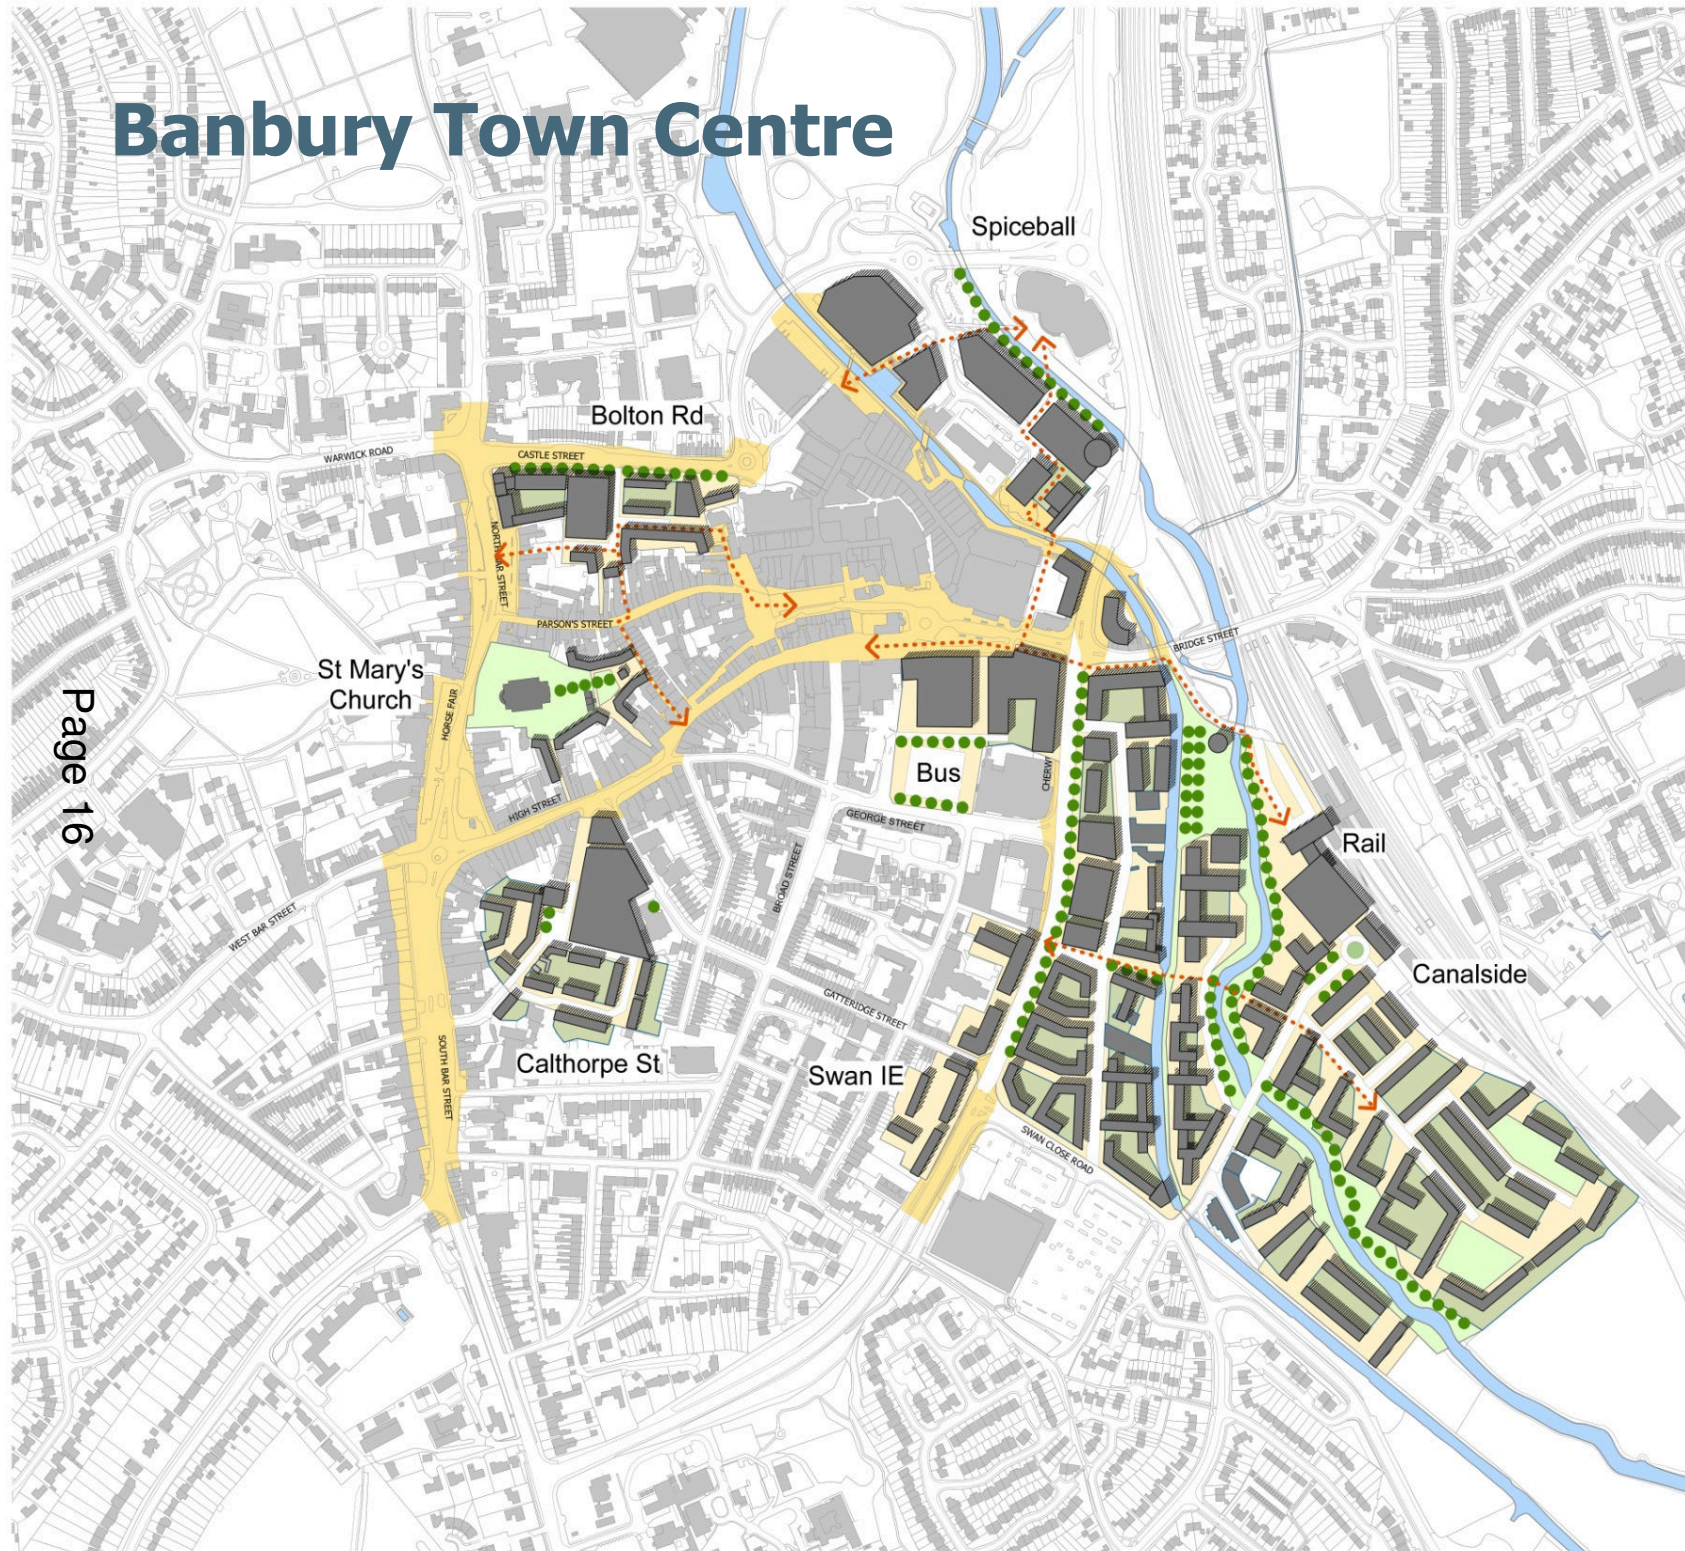 Banbury Town Centre
Spiceball
Bolton Rd
WARWICK ROAD
CASTLE STREET
NORTH BAR STREET
PARSON'S STREET
BRIDGE STREET
St Mary's
Church
HORSE FAIR
Page 16
Bus
CHERW
HIGH STREET
GEORGE STREET
Rail
BROAD STREET
WEST BAR STREET
Canalside
GATTERIDGE STREET
Calthorpe St
Swan IE
SOUTH BAR STREET
SWAN CLOSE ROAD